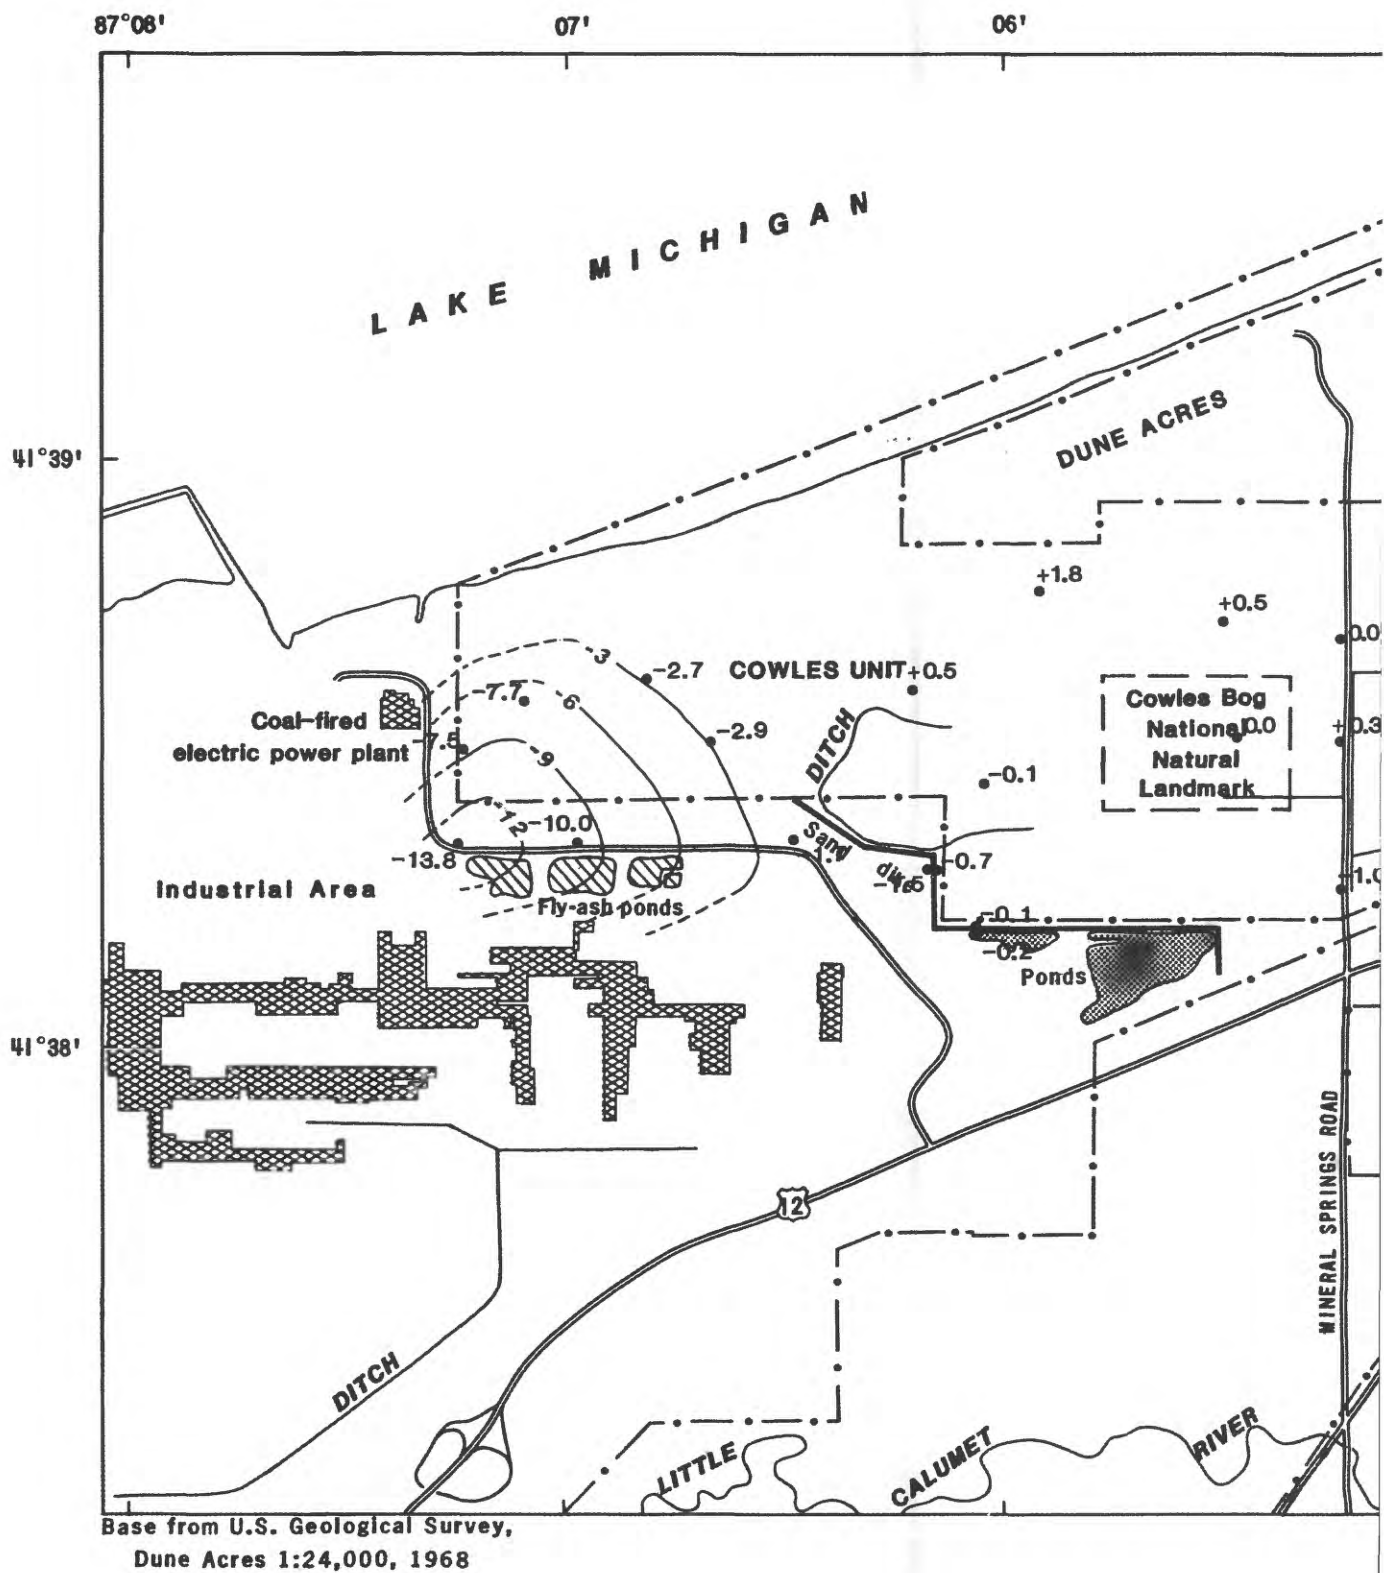 87°08'
07'
06'
LAKE MICHIGAN
41°39'
DUNE ACRES
+1.8
+0.5
0.0
-3
-2.7
COWLES UNIT
+0.5
-7.7
-6
Cowles Bog
National
Natural
Landmark
0.0
+0.3
Coal-fired
electric power plant
-7.5
-9
-2.9
DITCH
-0.1
-12
-10.0
Sand
dike
-13.8
-0.7
Industrial Area
Fly-ash ponds
-0.1
-0.2
Ponds
41°38'
12
MINERAL SPRINGS ROAD
DITCH
LITTLE
CALUMET
RIVER
Base from U.S. Geological Survey,
Dune Acres 1:24,000, 1968